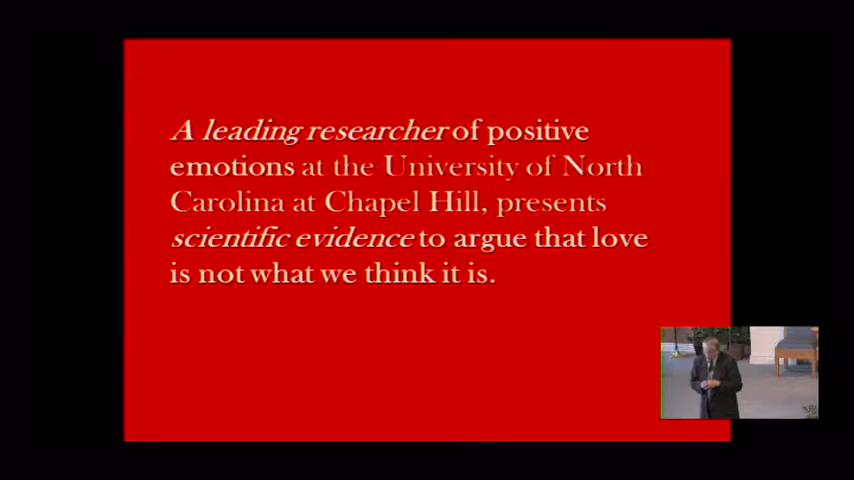 A leading researcher of positive
emotions at the University of North
Carolina at Chapel Hill, presents
scientific evidence to argue that love
is not what we think it is.